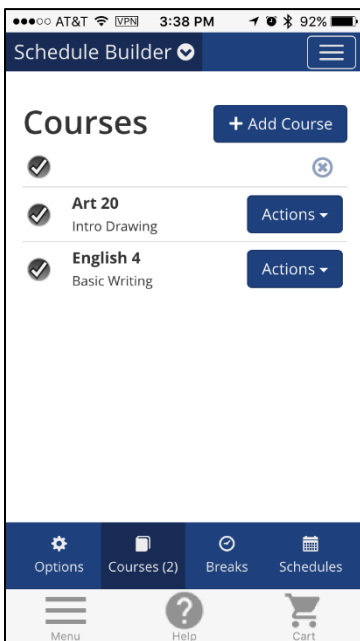 AT&T VPN 3:38 PM 92%
Schedule Builder
Courses + Add Course
Art 20
Intro Drawing
Actions
English 4
Basic Writing
Actions
Options Courses (2) Breaks Schedules
Menu Help Cart